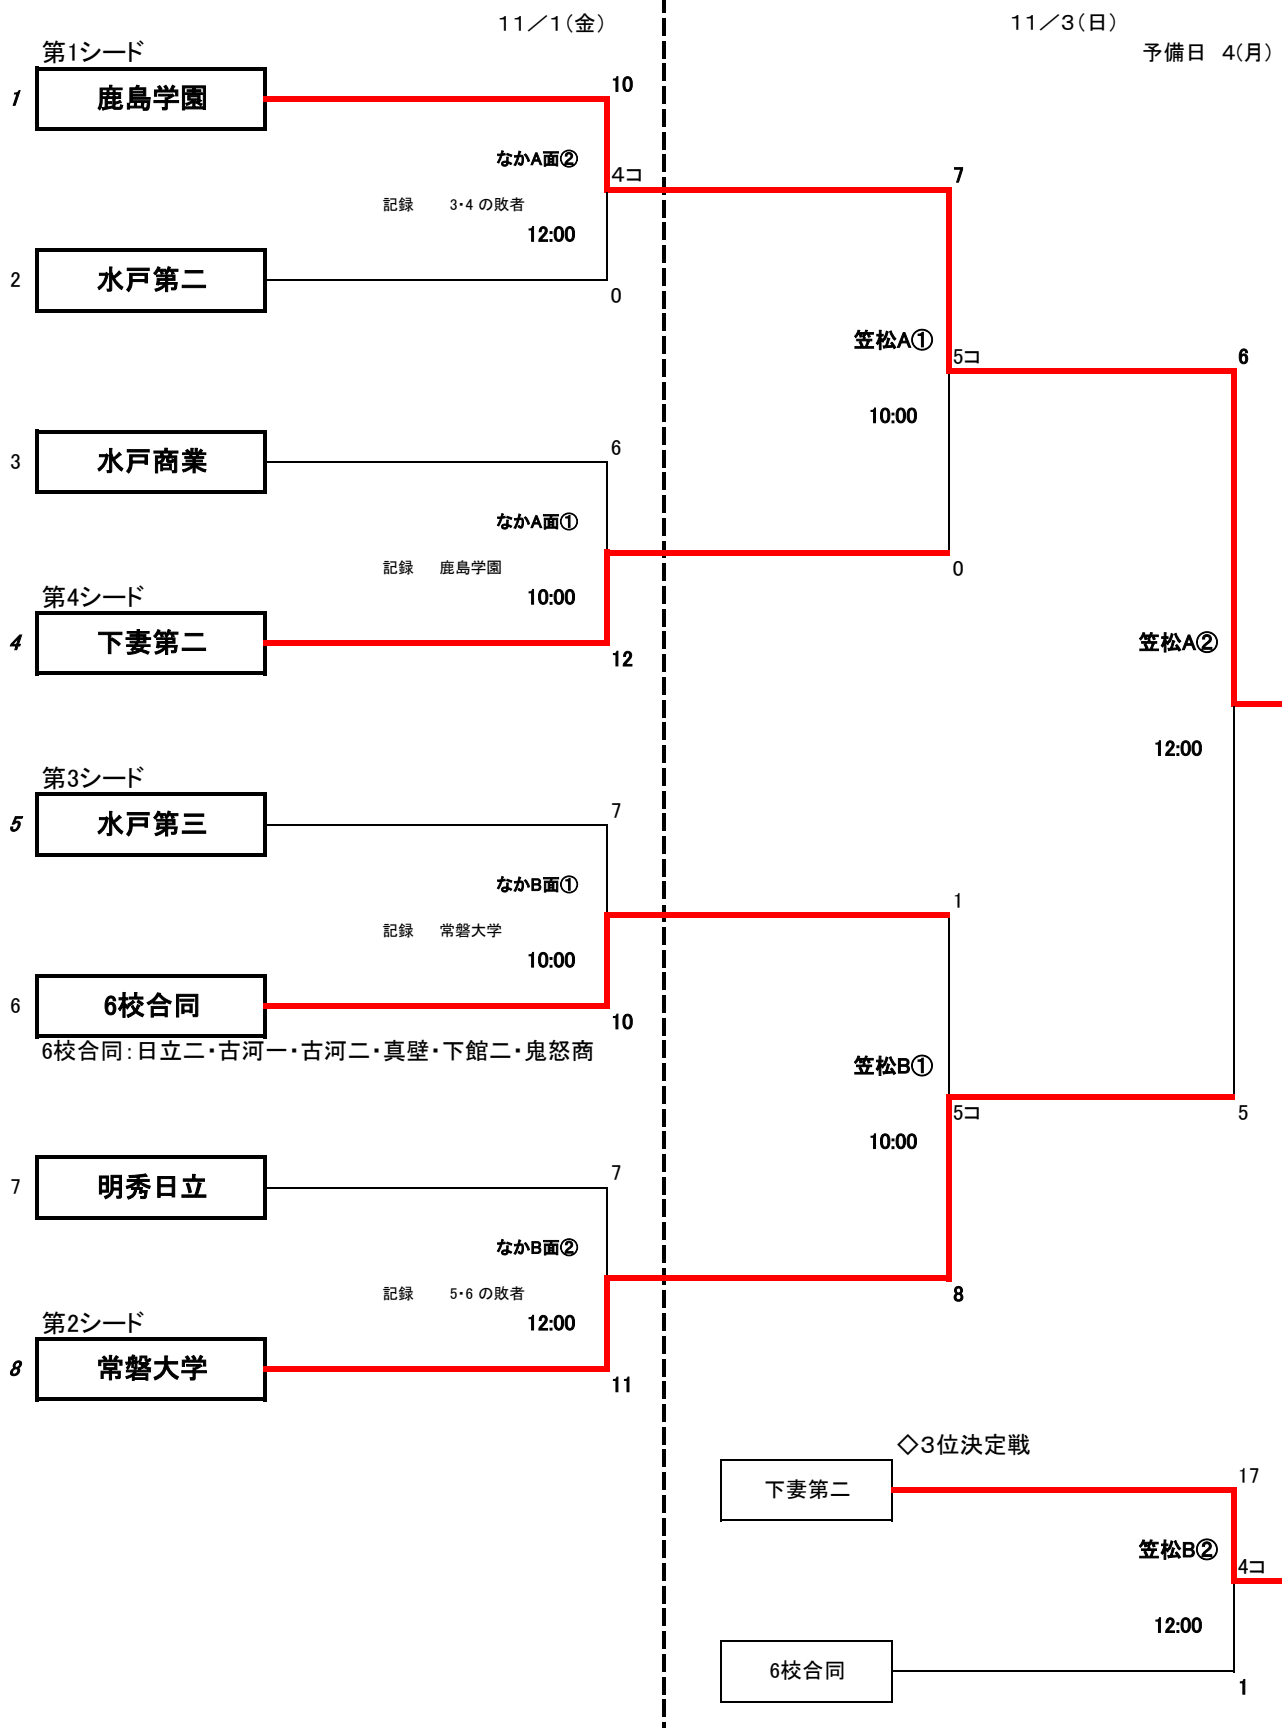 11／1(金)
11／3(日)
予備日 4(月)
第1シード
1
鹿島学園
10
なかA面②
4コ
記録 3・4 の敗者
12:00
2
水戸第二
0
7
笠松A①
5コ
10:00
6
3
水戸商業
6
なかA面①
記録 鹿島学園
10:00
0
第4シード
4
下妻第二
12
笠松A②
12:00
第3シード
5
水戸第三
7
なかB面①
記録 常磐大学
10:00
1
6
6校合同
10
6校合同：日立二・古河一・古河二・真壁・下館二・鬼怒商
笠松B①
5コ
10:00
5
7
明秀日立
7
なかB面②
記録 5・6 の敗者
12:00
8
第2シード
8
常磐大学
11
◇3位決定戦
下妻第二
17
笠松B②
4コ
12:00
6校合同
1